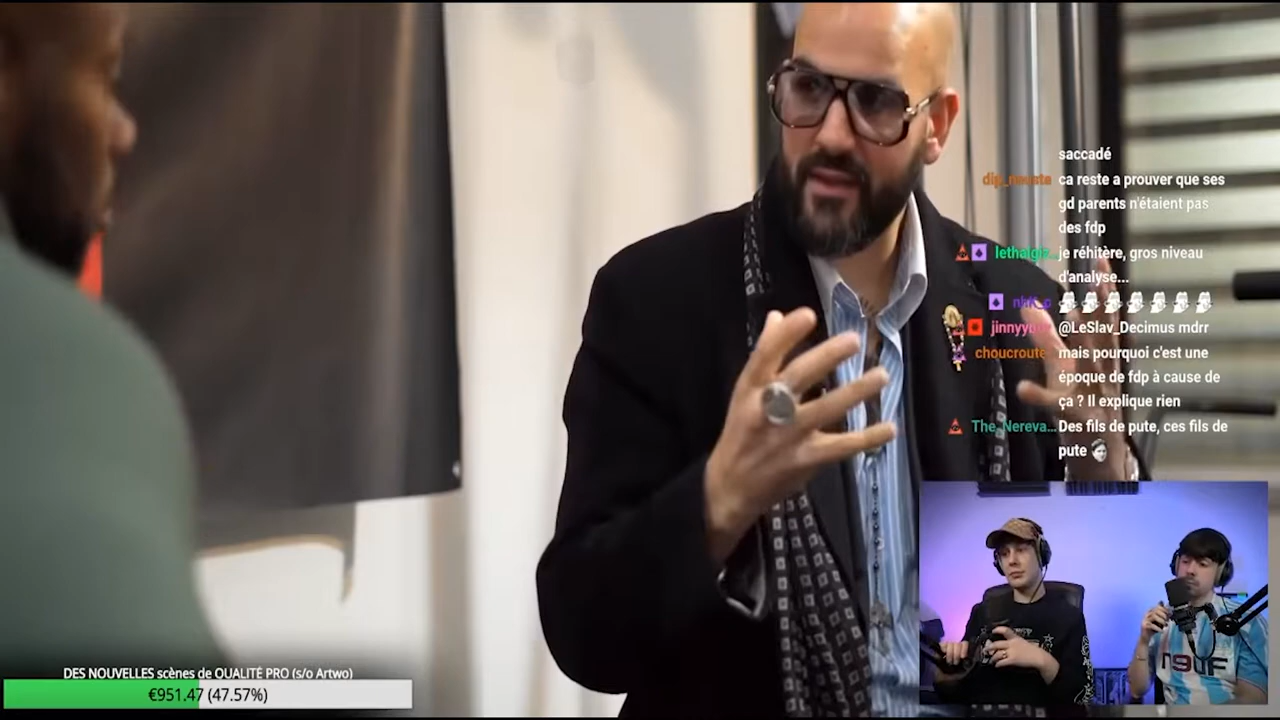 saccadé
ca reste a prouver que ses
gd parents n'étaient pas
des fdp
je réhitère, gros niveau
d'analyse...
jinnyy
@LeSlav_Decimus mdrr
choucroute
mais pourquoi c'est une
époque de fdp à cause de
ça ? Il explique rien
The_Nereva...
Des fils de pute, ces fils de
pute
DES NOUVELLES scènes de QUALITÉ PRO (s/o Artwo)
€951.47 (47.57%)